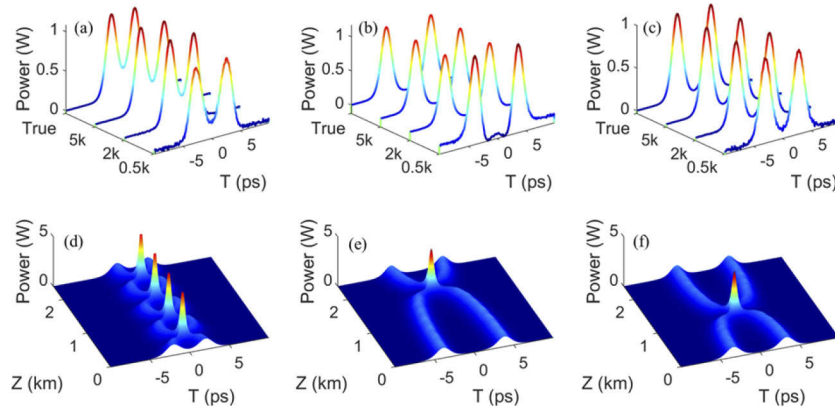 (a)
Power (W)
1
0.5
0
True
5k
2k
0.5k
-5
0
5
T (ps)
(b)
Power (W)
1
0.5
0
True
5k
2k
0.5k
-5
0
5
T (ps)
(c)
Power (W)
1
0.5
0
True
5k
2k
0.5k
-5
0
5
T (ps)
(d)
Power (W)
5
0
2
1
0
Z (km)
-5
0
5
T (ps)
(e)
Power (W)
5
0
2
1
0
Z (km)
-5
0
5
T (ps)
(f)
Power (W)
5
0
2
1
0
Z (km)
-5
0
5
T (ps)